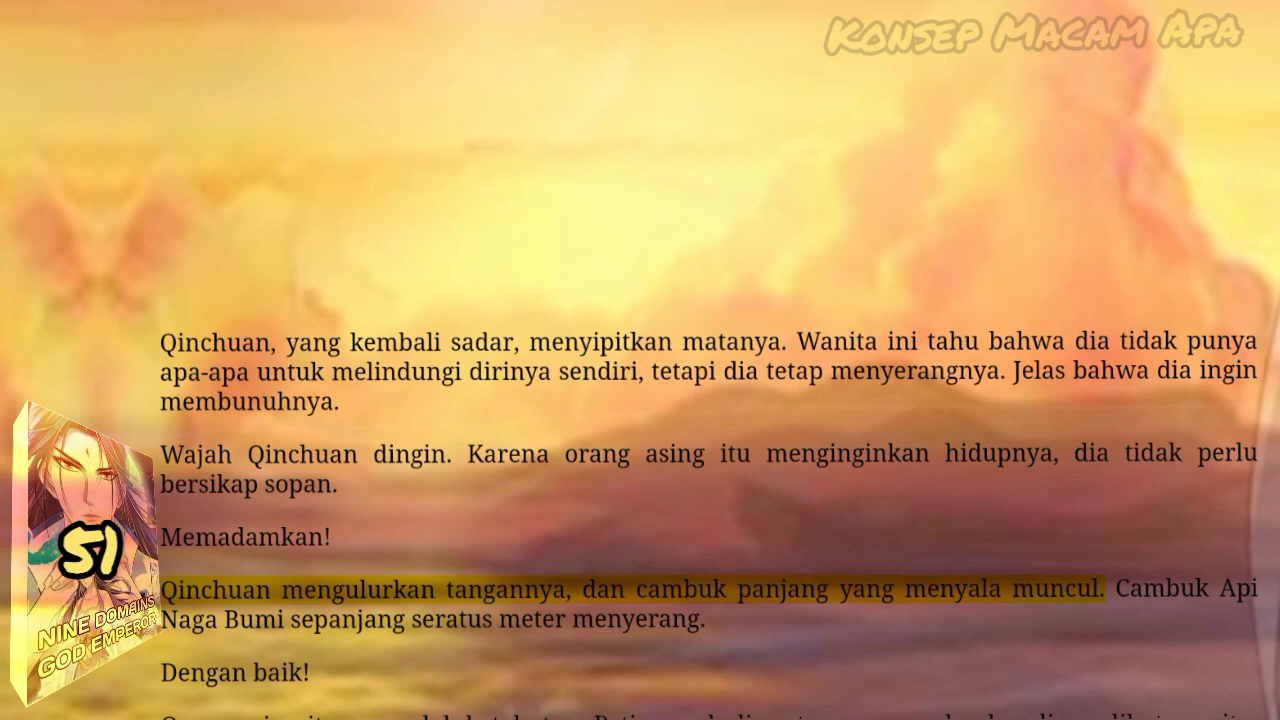 Konsep Macam Apa
Qinchuan, yang kembali sadar, menyipitkan matanya. Wanita ini tahu bahwa dia tidak punya
apa-apa untuk melindungi dirinya sendiri, tetapi dia tetap menyerangnya. Jelas bahwa dia ingin
membunuhnya.
Wajah Qinchuan dingin. Karena orang asing itu menginginkan hidupnya, dia tidak perlu
bersikap sopan.
Memadamkan!
Qinchuan mengulurkan tangannya, dan cambuk panjang yang menyala muncul. Cambuk Api
Naga Bumi sepanjang seratus meter menyerang.
Dengan baik!
51
NINE DOMAINS
GOD EMPEROR